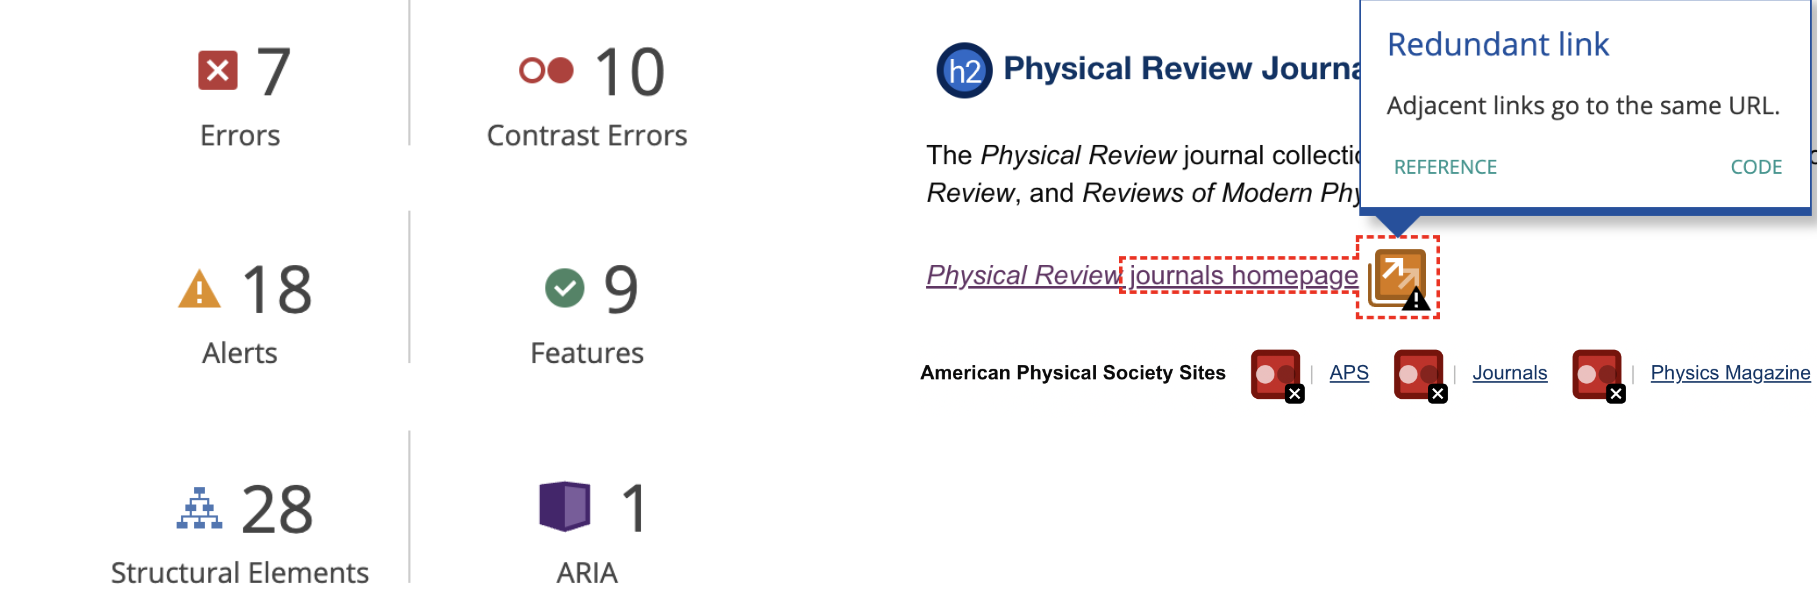 7
Errors
10
Contrast Errors
18
Alerts
9
Features
28
Structural Elements
1
ARIA
h2 Physical Review Journa
The Physical Review journal collectio
Review, and Reviews of Modern Phy
Physical Review journals homepage
Redundant link
Adjacent links go to the same URL.
REFERENCE CODE
American Physical Society Sites | APS | Journals | Physics Magazine